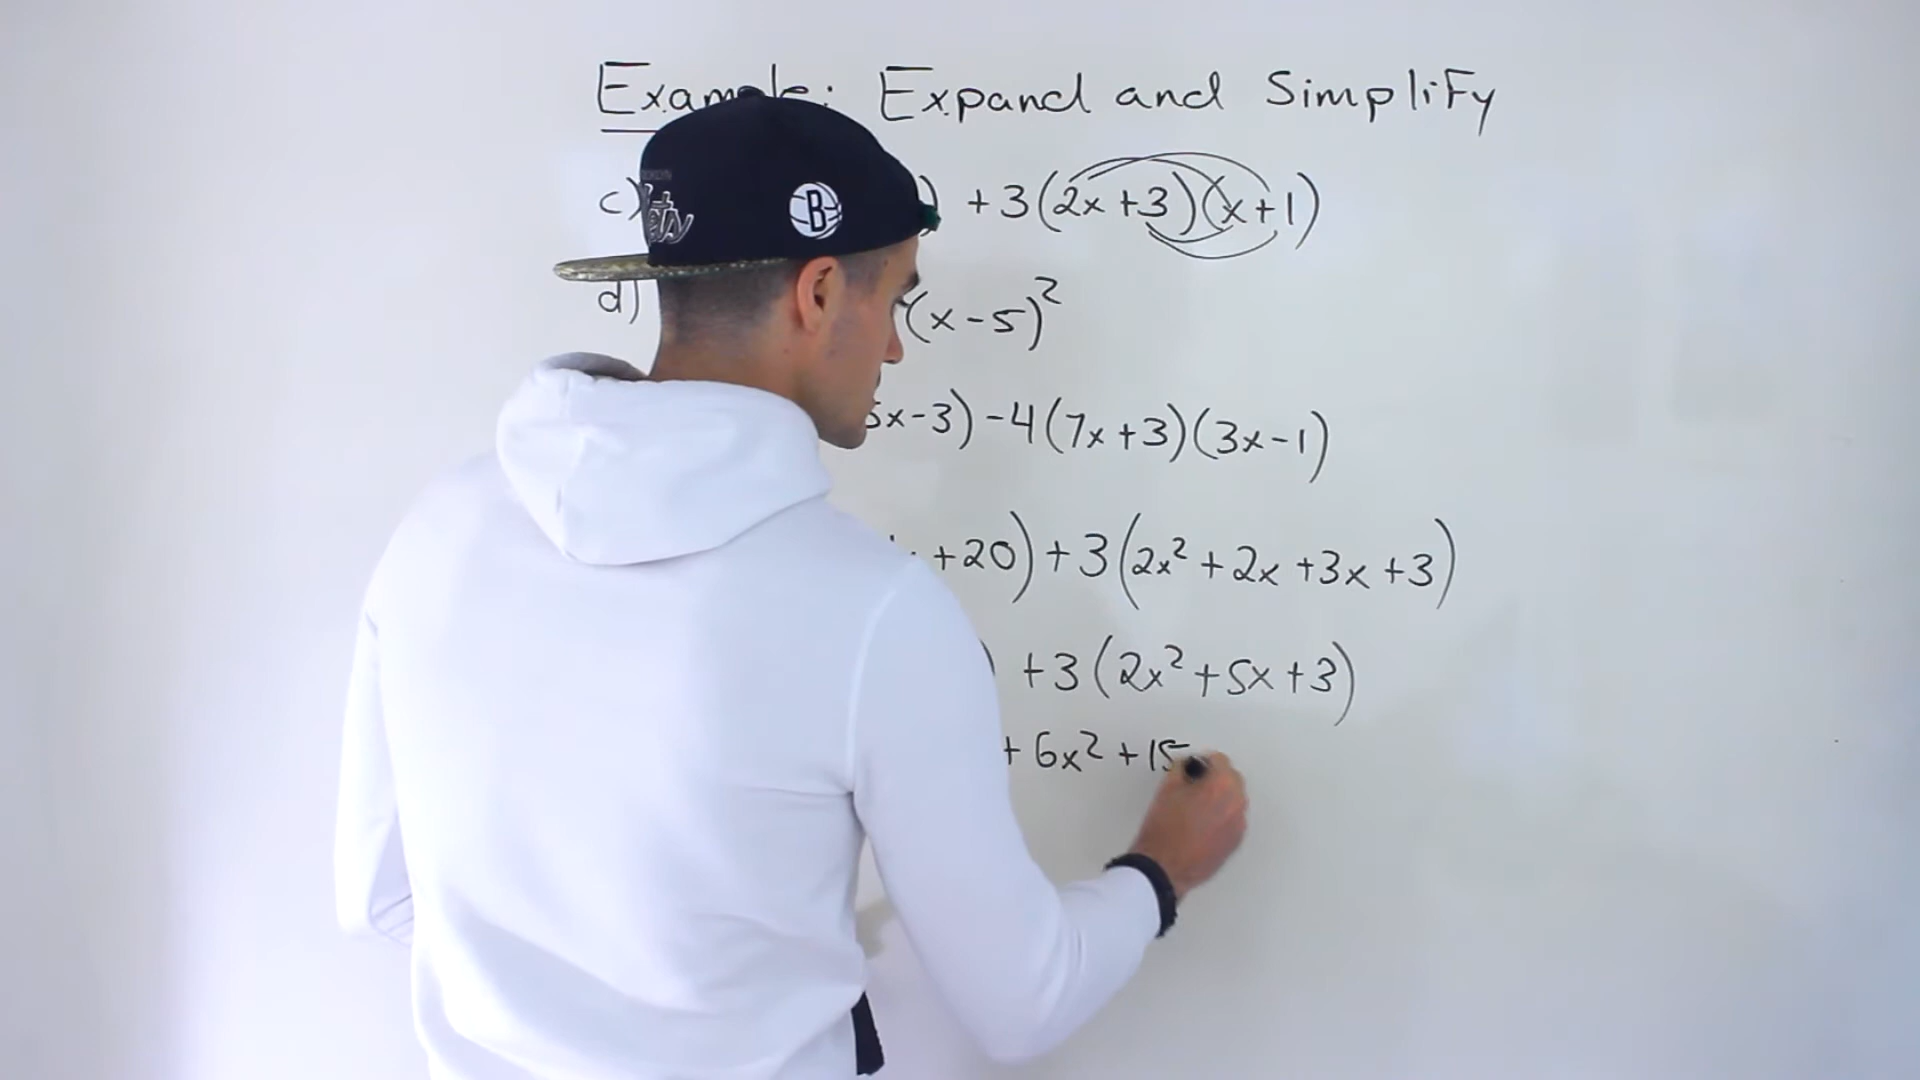 Example: Expand and Simplify
c) ) +3(2x+3)(x+1)
d) (x-5)²
5x-3) -4(7x+3)(3x-1)
+20) +3(2x² +2x +3x +3)
) +3(2x² +5x +3)
+ 6x² +15
B